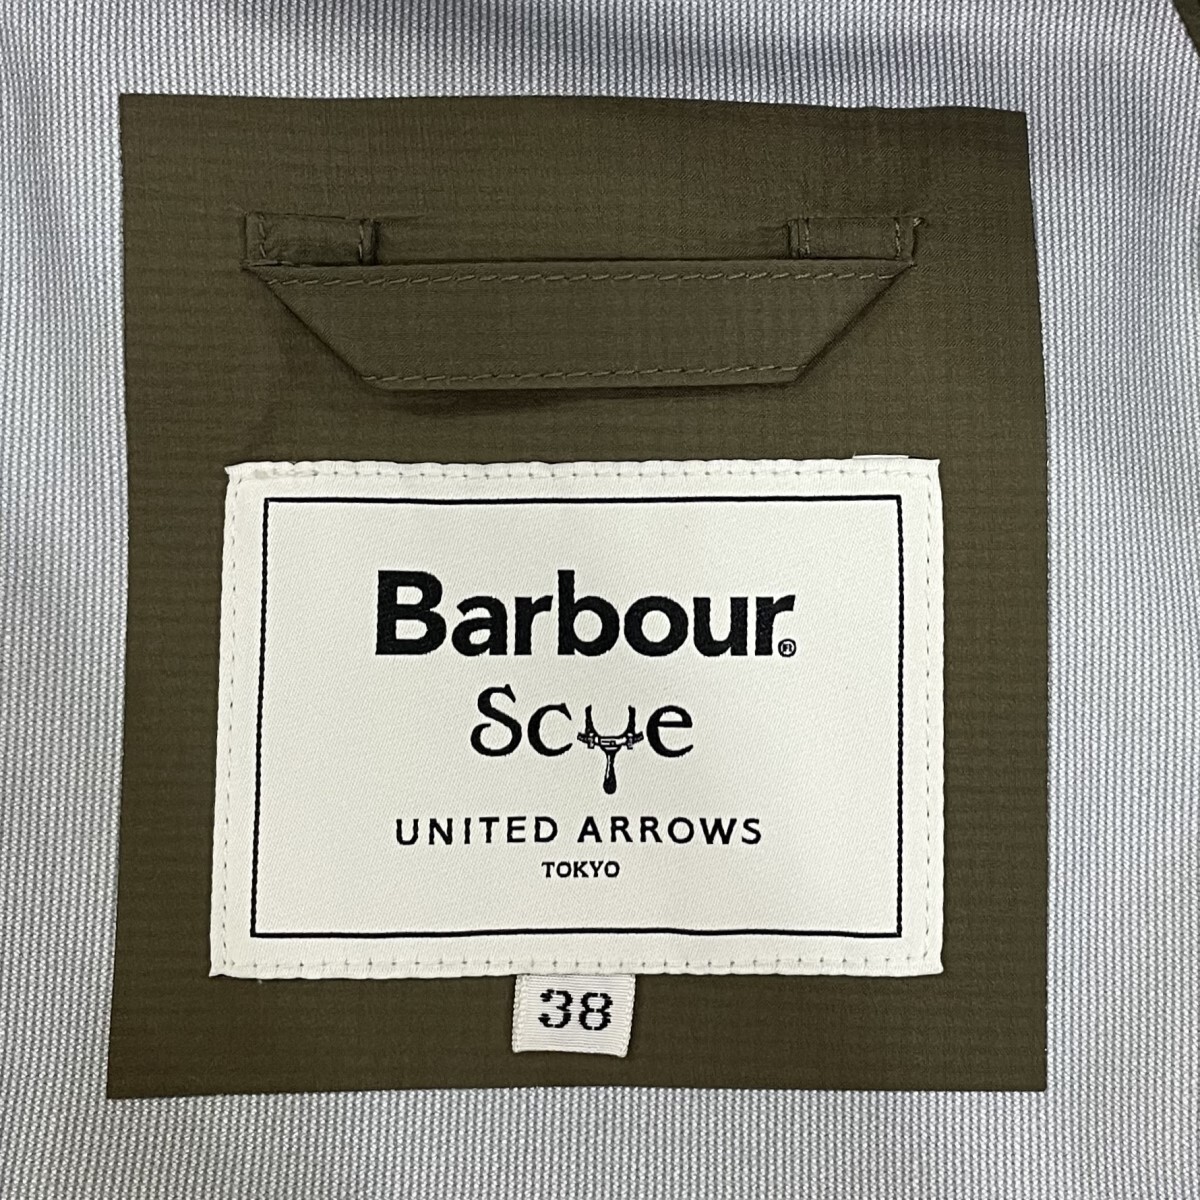 Barbour®
Scye
UNITED ARROWS
TOKYO
38